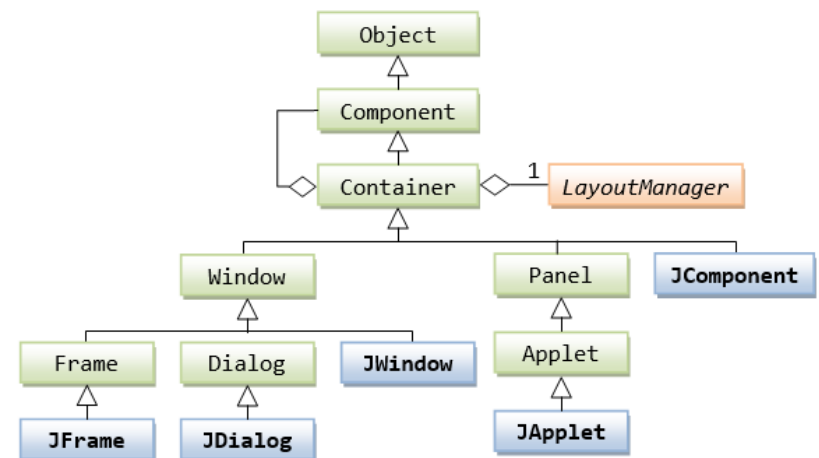 Object
Component
Container
1
LayoutManager
Window
Panel
JComponent
Frame
Dialog
JWindow
Applet
JFrame
JDialog
JApplet